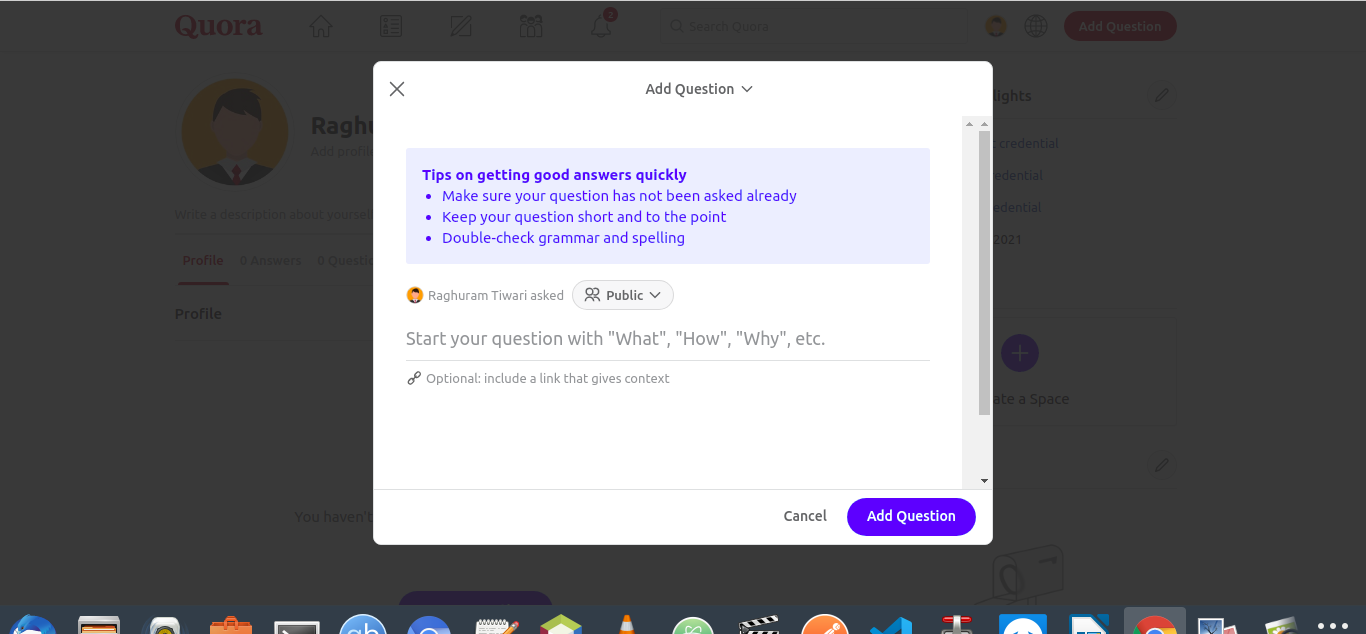 Quora
2
Search Quora
Add Question
Add Question
lights
credential
Add profil
edential
Tips on getting good answers quickly
Make sure your question has not been asked already
Keep your question short and to the point
Double-check grammar and spelling
Write a description about yourself
edential
2021
Profile
0 Answers
0 Questio
Raghuram Tiwari asked
Public
Profile
Start your question with "What", "How", "Why", etc.
Optional: include a link that gives context
ate a Space
You haven't
Cancel
Add Question